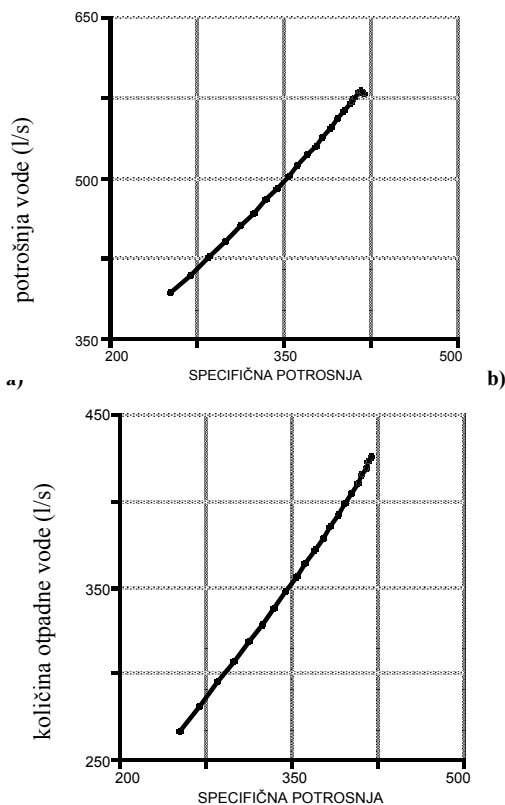 650
potrošnja vode (l/s)
500
350
200 350 500
SPECIFIČNA POTROSNJA
a) b)
450
količina otpadne vode (l/s)
350
250
200 350 500
SPECIFIČNA POTROSNJA